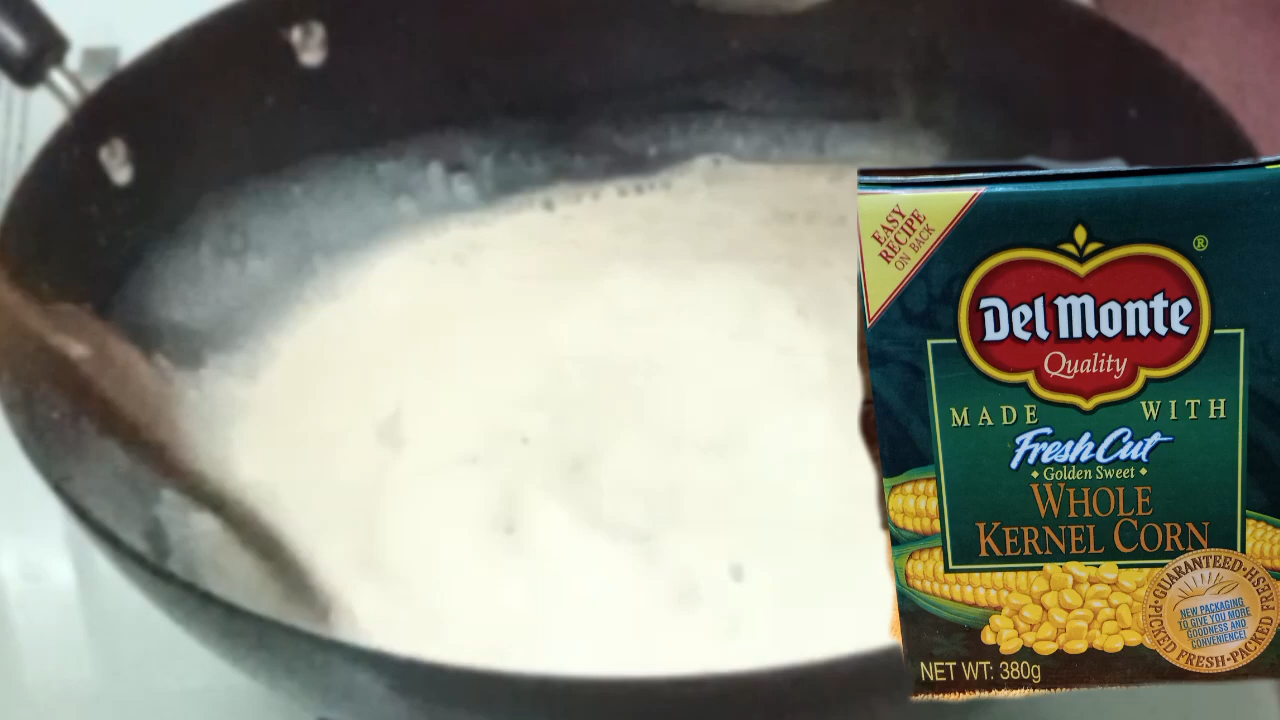 EASY
RECIPE
ON BACK
®
Del Monte
Quality
MADE WITH
Fresh Cut
Golden Sweet
WHOLE
KERNEL CORN
GUARANTEED
PICKED FRESH-PACKED FRESH
NEW PACKAGING
TO GIVE YOU MORE
GOODNESS AND
CONVENIENCE!
NET WT: 380g